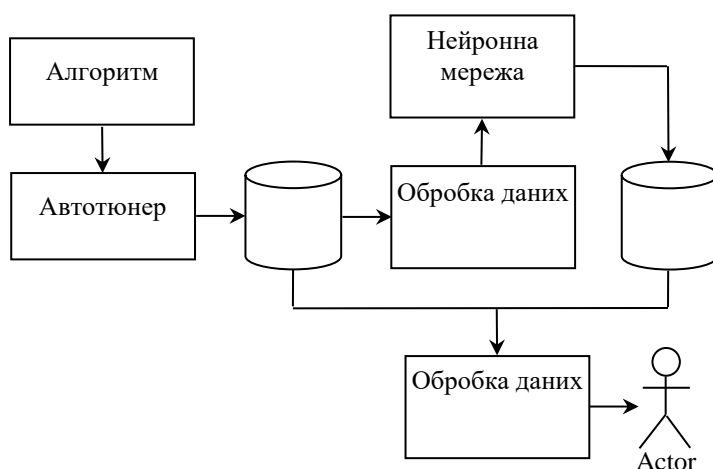 Алгоритм
Нейронна
мережа
Автотюнер
Обробка даних
Обробка даних
Actor